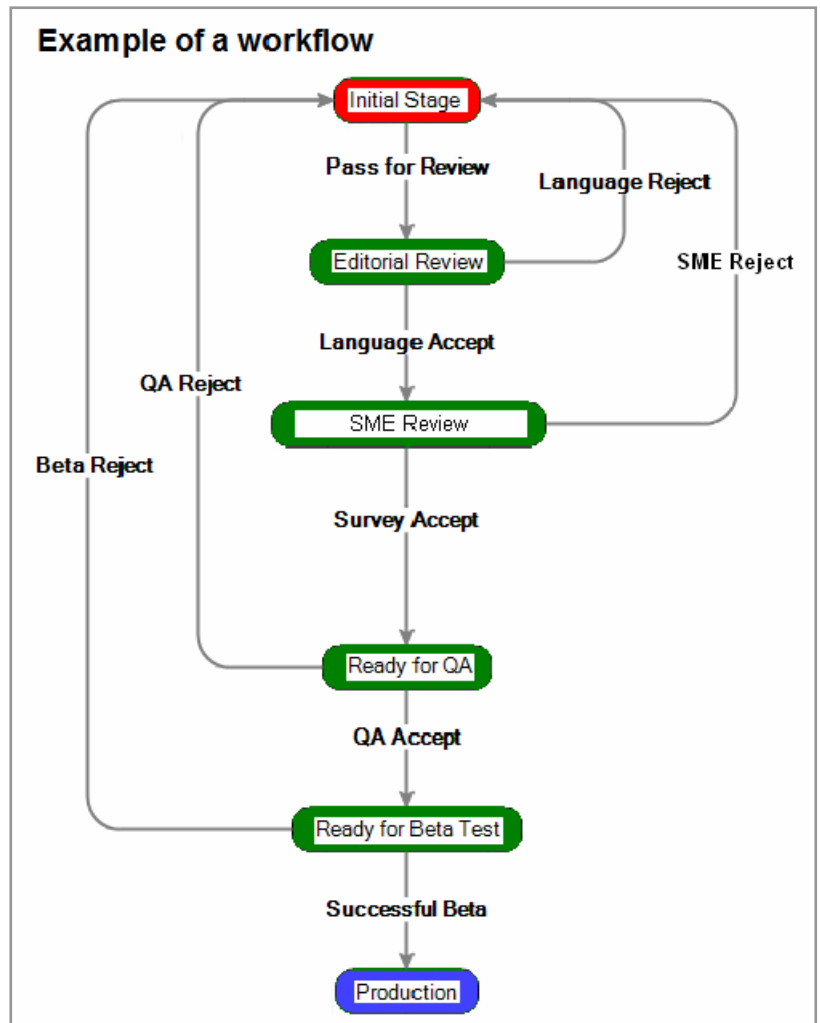 Example of a workflow
Initial Stage
Pass for Review
Language Reject
Editorial Review
SME Reject
Language Accept
QA Reject
SME Review
Beta Reject
Survey Accept
Ready for QA
QA Accept
Ready for Beta Test
Successful Beta
Production